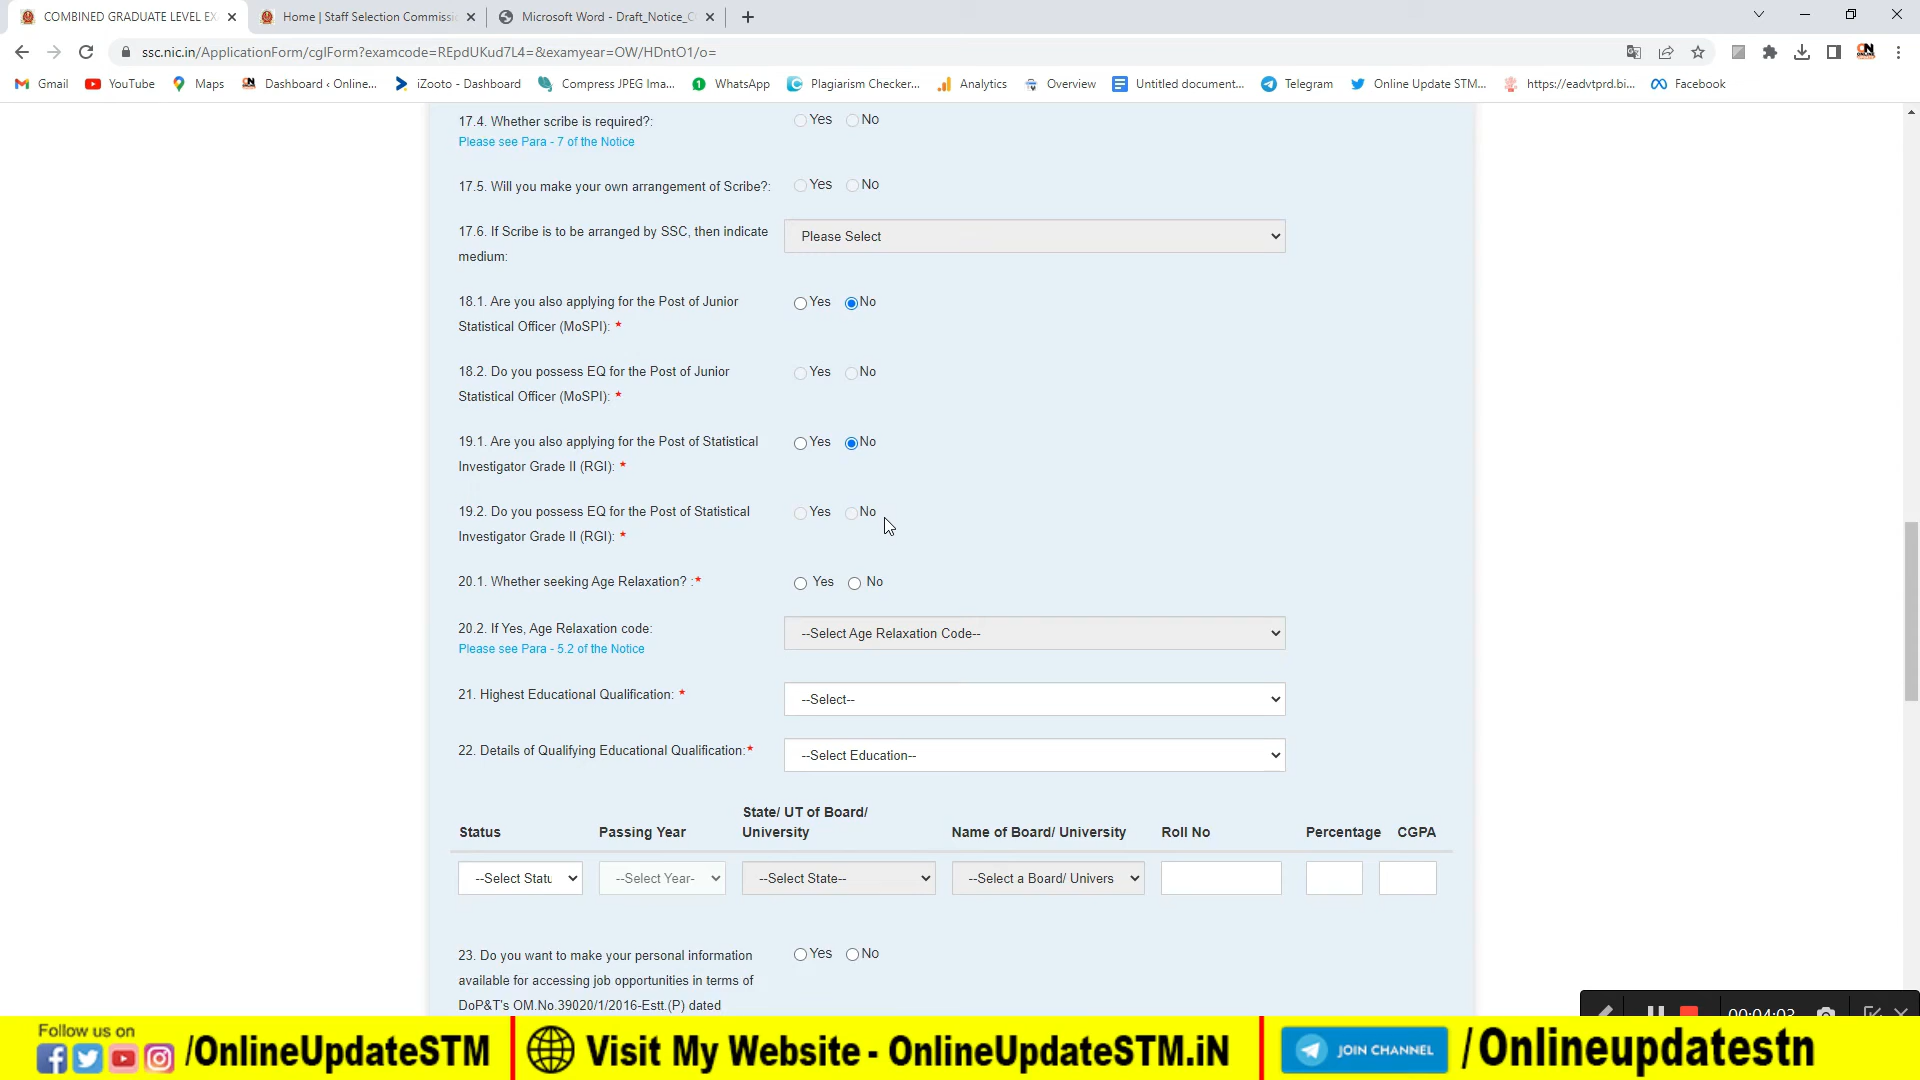 COMBINED GRADUATE LEVEL EX
Home | Staff Selection Commissic
Microsoft Word - Draft_Notice_C
ssc.nic.in/ApplicationForm/cglForm?examcode=REpdUKud7L4=&examyear=OW/HDntO1/o=
Gmail
YouTube
Maps
Dashboard ‹ Online...
iZooto - Dashboard
Compress JPEG Ima...
WhatsApp
Plagiarism Checker...
Analytics
Overview
Untitled document...
Telegram
Online Update STM...
https://eadvtprd.bi...
Facebook
17.4. Whether scribe is required?: Yes No
Please see Para - 7 of the Notice
17.5. Will you make your own arrangement of Scribe?: Yes No
17.6. If Scribe is to be arranged by SSC, then indicate
medium:
Please Select
18.1. Are you also applying for the Post of Junior
Statistical Officer (MoSPI): *
Yes No
18.2. Do you possess EQ for the Post of Junior
Statistical Officer (MoSPI): *
Yes No
19.1. Are you also applying for the Post of Statistical
Investigator Grade II (RGI): *
Yes No
19.2. Do you possess EQ for the Post of Statistical
Investigator Grade II (RGI): *
Yes No
20.1. Whether seeking Age Relaxation? :* Yes No
20.2. If Yes, Age Relaxation code:
Please see Para - 5.2 of the Notice
--Select Age Relaxation Code--
21. Highest Educational Qualification: *
--Select--
22. Details of Qualifying Educational Qualification:*
--Select Education--
Status
Passing Year
State/ UT of Board/
University
Name of Board/ University
Roll No
Percentage
CGPA
--Select Statu
--Select Year-
--Select State--
--Select a Board/ Univers
23. Do you want to make your personal information
available for accessing job opportunities in terms of
DoP&T's OM.No.39020/1/2016-Estt.(P) dated
Yes No
00:04:03
Follow us on
/OnlineUpdateSTM
Visit My Website - OnlineUpdateSTM.iN
JOIN CHANNEL
/Onlineupdatestn